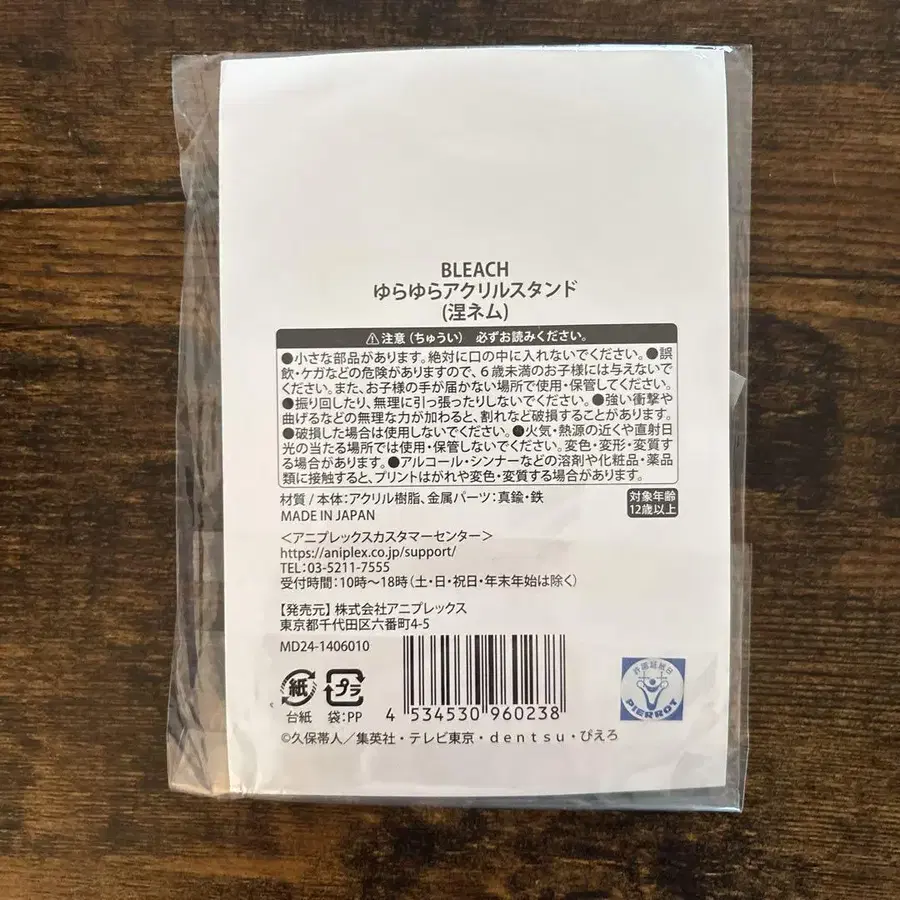 BLEACH
ゆらゆらアクリルスタンド
(涅ネム)
⚠注意（ちゅうい） 必ずお読みください。
●小さな部品があります。絶対に口の中に入れないでください。●誤
飲・ケガなどの危険がありますので、６歳未満のお子様には与えないで
ください。また、お子様の手が届かない場所で使用・保管してください。
●振り回したり、無理に引っ張ったりしないでください。●強い衝撃や
曲げるなどの無理な力が加わると、割れなど破損することがあります。
●破損した場合は使用しないでください。●火気・熱源の近くや直射日
光の当たる場所では使用・保管しないでください。変色・変形・変質す
る場合があります。●アルコール・シンナーなどの溶剤や化粧品・薬品
類に接触すると、プリントはがれや変色・変質する場合があります。
材質 / 本体：アクリル樹脂、金属パーツ：真鍮・鉄
MADE IN JAPAN
対象年齢
12歳以上
＜アニプレックスカスタマーセンター＞
https://aniplex.co.jp/support/
TEL：03-5211-7555
受付時間：10時～18時（土・日・祝日・年末年始は除く）
【発売元】 株式会社アニプレックス
東京都千代田区六番町4-5
MD24-1406010
紙
台紙
プラ
袋：PP
4 534530 960238
許諾証紙日
PIERROT
©久保帯人／集英社・テレビ東京・dentsu・ぴえろ